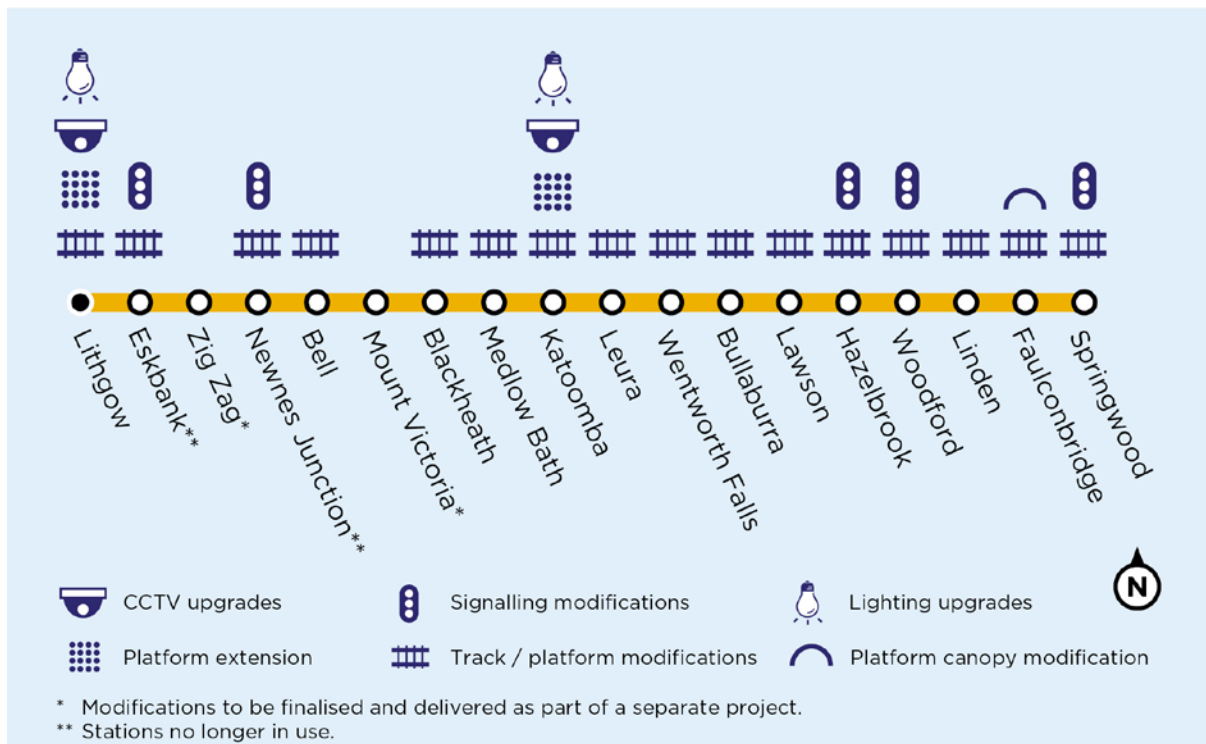 Lithgow
Eskbank**
Zig Zag*
Newnes Junction**
Bell
Mount Victoria*
Blackheath
Medlow Bath
Katoomba
Leura
Wentworth Falls
Bullaburra
Lawson
Hazelbrook
Woodford
Linden
Faulconbridge
Springwood
N
CCTV upgrades
Signalling modifications
Lighting upgrades
Platform extension
Track / platform modifications
Platform canopy modification
* Modifications to be finalised and delivered as part of a separate project.
** Stations no longer in use.